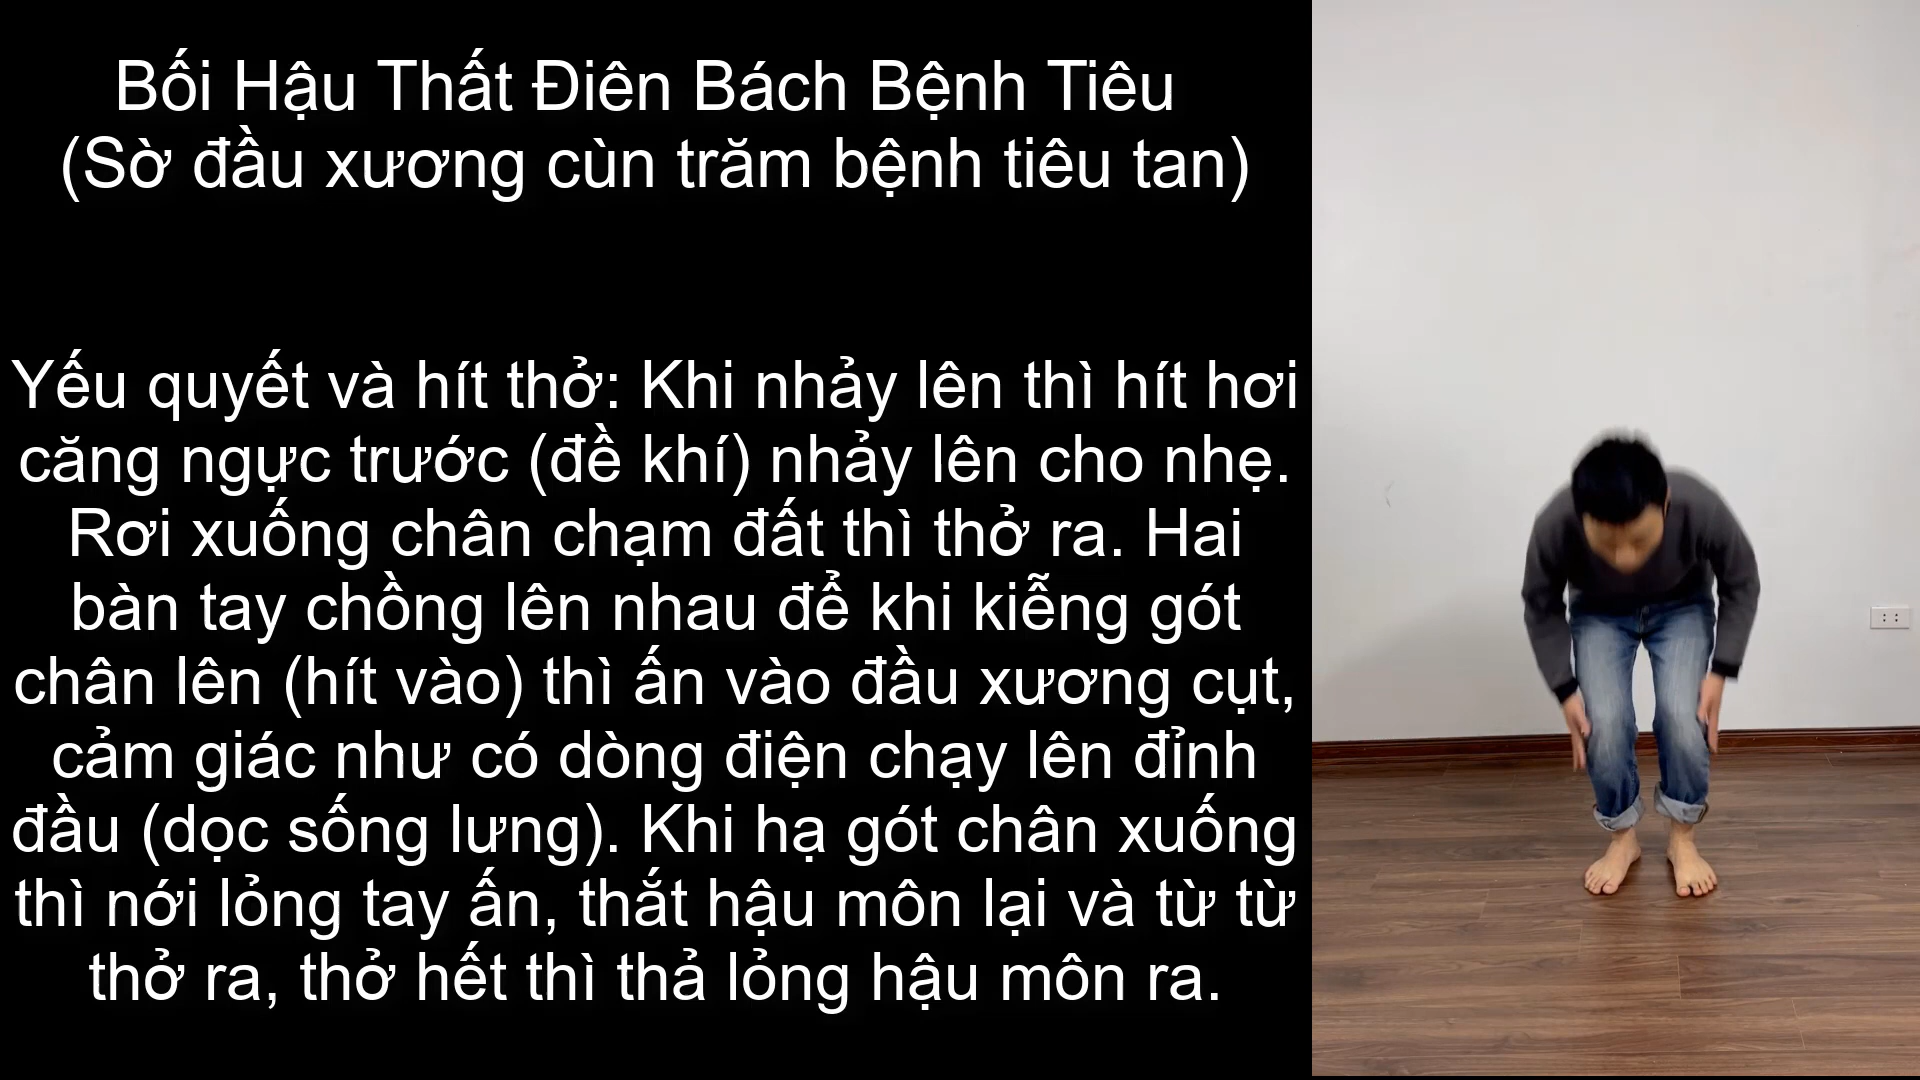 Bối Hậu Thất Điên Bách Bệnh Tiêu
(Sờ đầu xương cùn trăm bệnh tiêu tan)
Yếu quyết và hít thở: Khi nhảy lên thì hít hơi
căng ngực trước (đề khí) nhảy lên cho nhẹ.
Rơi xuống chân chạm đất thì thở ra. Hai
bàn tay chồng lên nhau để khi kiễng gót
chân lên (hít vào) thì ấn vào đầu xương cụt,
cảm giác như có dòng điện chạy lên đỉnh
đầu (dọc sống lưng). Khi hạ gót chân xuống
thì nới lỏng tay ấn, thắt hậu môn lại và từ từ
thở ra, thở hết thì thả lỏng hậu môn ra.